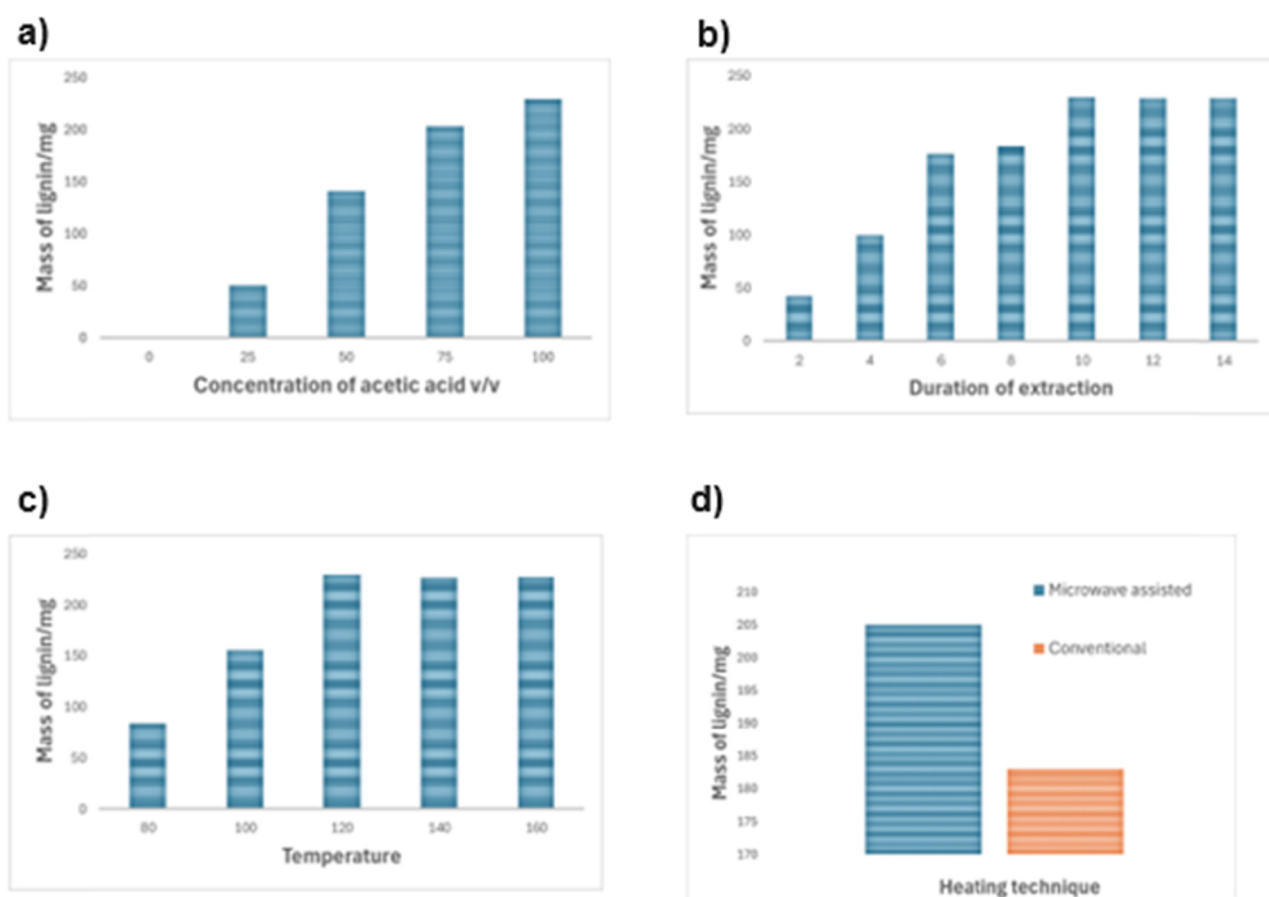 a)
250
200
150
100
50
0
Mass of lignin/mg
0 25 50 75 100
Concentration of acetic acid v/v
b)
250
200
150
100
50
0
Mass of lignin/mg
2 4 6 8 10 12 14
Duration of extraction
c)
250
200
150
100
50
0
Mass of lignin/mg
80 100 120 140 160
Temperature
d)
210
205
200
195
190
185
180
175
170
Mass of lignin/mg
Microwave assisted
Conventional
Heating technique